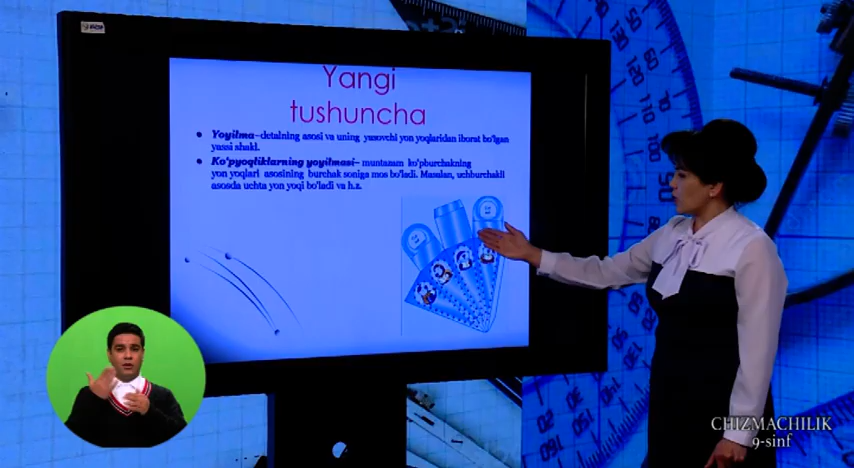 Yangi
tushuncha
Yoyilma–detalning asosi va uning yasovchi yon yoqlaridan iborat bo'lgan
yassi shakl.
Ko'pyoqliklarning yoyilmasi– muntazam ko'pburchakning
yon yoqlari asosining burchak soniga mos bo'ladi. Masalan, uchburchakli
asosda uchta yon yoqi bo'ladi va h.z.
CHIZMACHILIK
9-sinf